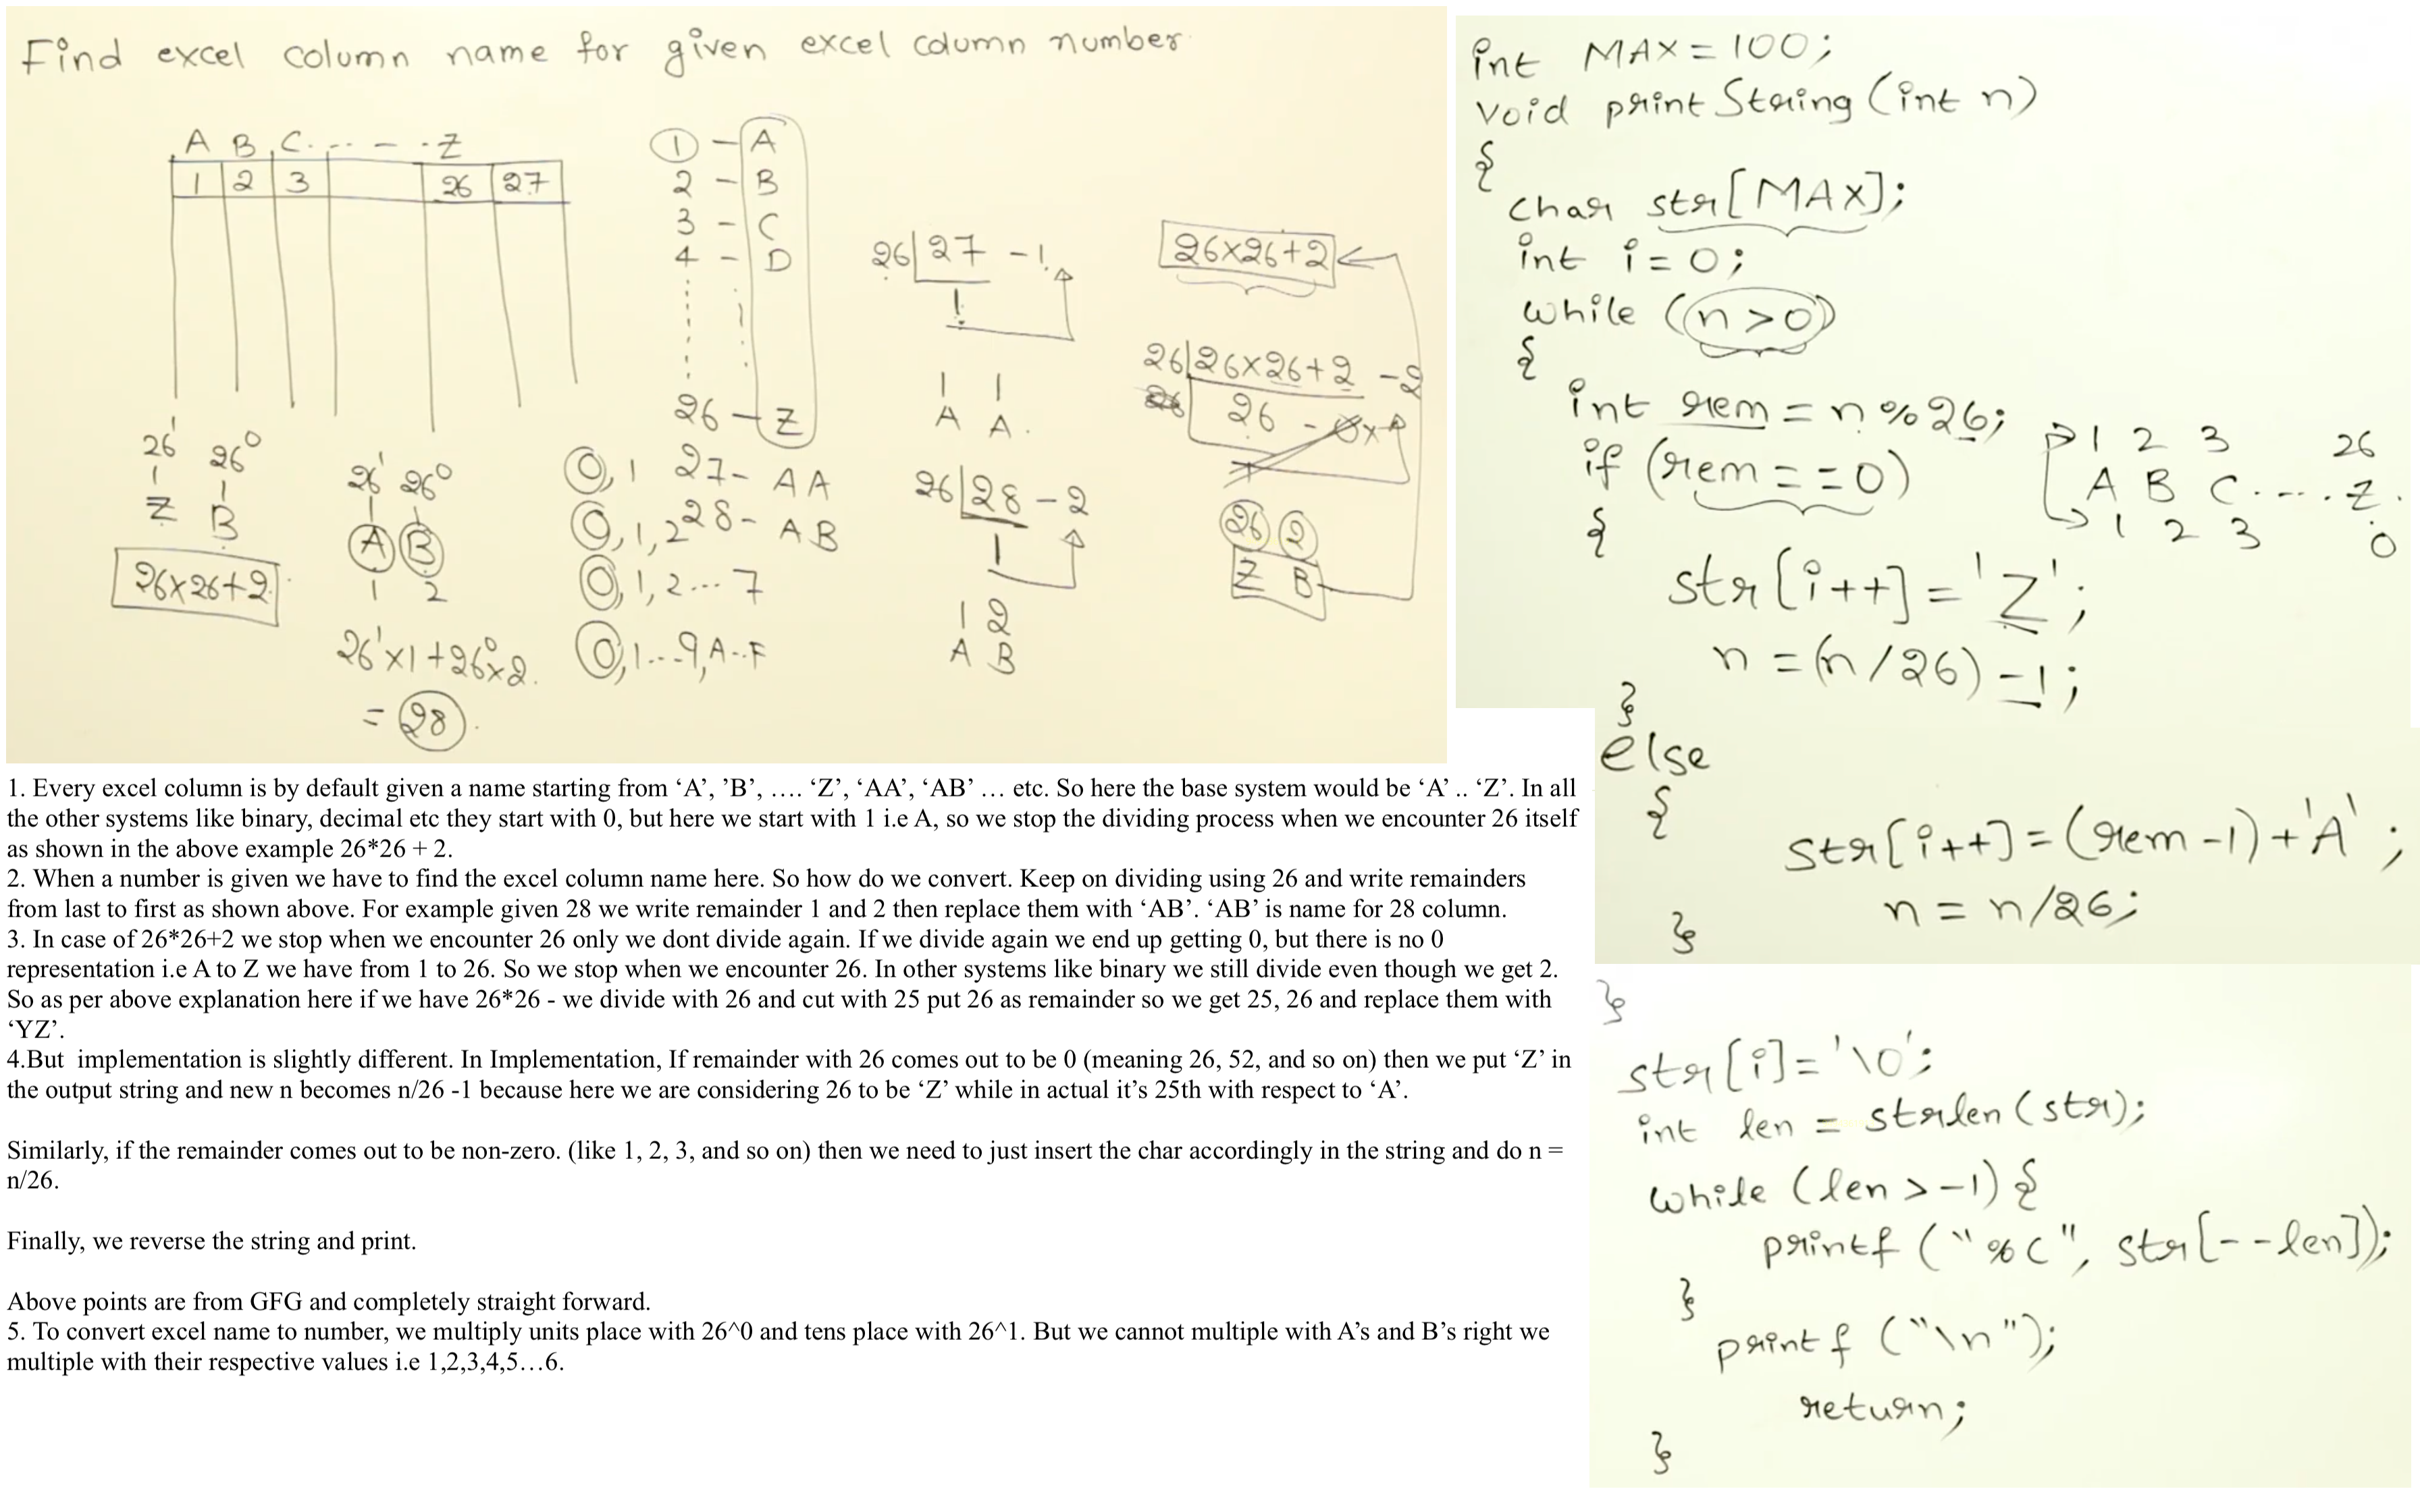 Find excel column name for given excel column number
A B C . - - - - Z
1 2 3 26 27
1 - A
2 - B
3 - C
4 - D
26 - Z
27 - AA
28 - AB
0, 1
0, 1, 2
0, 1, 2 ... 7
0, 1 ... 9, A--F
26¹ 26⁰
Z B
26x26+2
26¹ 26⁰
A B
1 2
26¹x1+26⁰x2.
= 28.
26|27 - 1
1
1 1
A A.
26|28 - 2
1
1 2
A B
26x26+2
26|26x26+2 - 2
26 26 - 0x
26 2
Z B
int MAX = 100;
void printString(int n)
{
char str[MAX];
int i = 0;
while (n>0)
{
int rem = n%26;
if (rem==0)
{
str[i++]='Z';
n=(n/26)-1;
}
else
{
str[i++]=(rem-1)+'A';
n = n/26;
}
}
1 2 3 26
A B C .... Z.
1 2 3 0
str[i]='\0';
int len = strlen(str);
while (len > -1) {
printf ("%c", str[--len]);
}
printf ("\n");
return;
}
1. Every excel column is by default given a name starting from ‘A’, ’B’, …. ‘Z’, ‘AA’, ‘AB’ … etc. So here the base system would be ‘A’ .. ‘Z’. In all
the other systems like binary, decimal etc they start with 0, but here we start with 1 i.e A, so we stop the dividing process when we encounter 26 itself
as shown in the above example 26*26 + 2.
2. When a number is given we have to find the excel column name here. So how do we convert. Keep on dividing using 26 and write remainders
from last to first as shown above. For example given 28 we write remainder 1 and 2 then replace them with ‘AB’. ‘AB’ is name for 28 column.
3. In case of 26*26+2 we stop when we encounter 26 only we dont divide again. If we divide again we end up getting 0, but there is no 0
representation i.e A to Z we have from 1 to 26. So we stop when we encounter 26. In other systems like binary we still divide even though we get 2.
So as per above explanation here if we have 26*26 - we divide with 26 and cut with 25 put 26 as remainder so we get 25, 26 and replace them with
‘YZ’.
4.But  implementation is slightly different. In Implementation, If remainder with 26 comes out to be 0 (meaning 26, 52, and so on) then we put ‘Z’ in
the output string and new n becomes n/26 -1 because here we are considering 26 to be ‘Z’ while in actual it’s 25th with respect to ‘A’.
Similarly, if the remainder comes out to be non-zero. (like 1, 2, 3, and so on) then we need to just insert the char accordingly in the string and do n =
n/26.
Finally, we reverse the string and print.
Above points are from GFG and completely straight forward.
5. To convert excel name to number, we multiply units place with 26^0 and tens place with 26^1. But we cannot multiple with A’s and B’s right we
multiple with their respective values i.e 1,2,3,4,5…6.